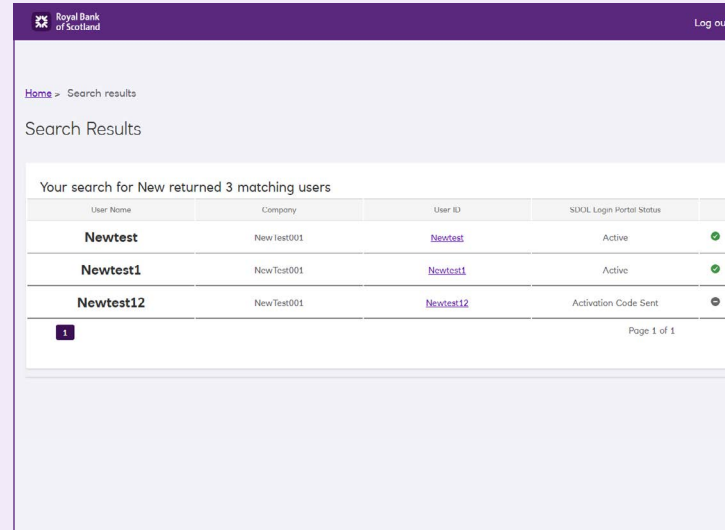 Royal Bank
of Scotland
Log ou
Home > Search results
Search Results
Your search for New returned 3 matching users
User Name Company User ID SDOL Login Portal Status
Newtest NewTest001 Newtest Active
Newtest1 NewTest001 Newtest1 Active
Newtest12 NewTest001 Newtest12 Activation Code Sent
1 Page 1 of 1